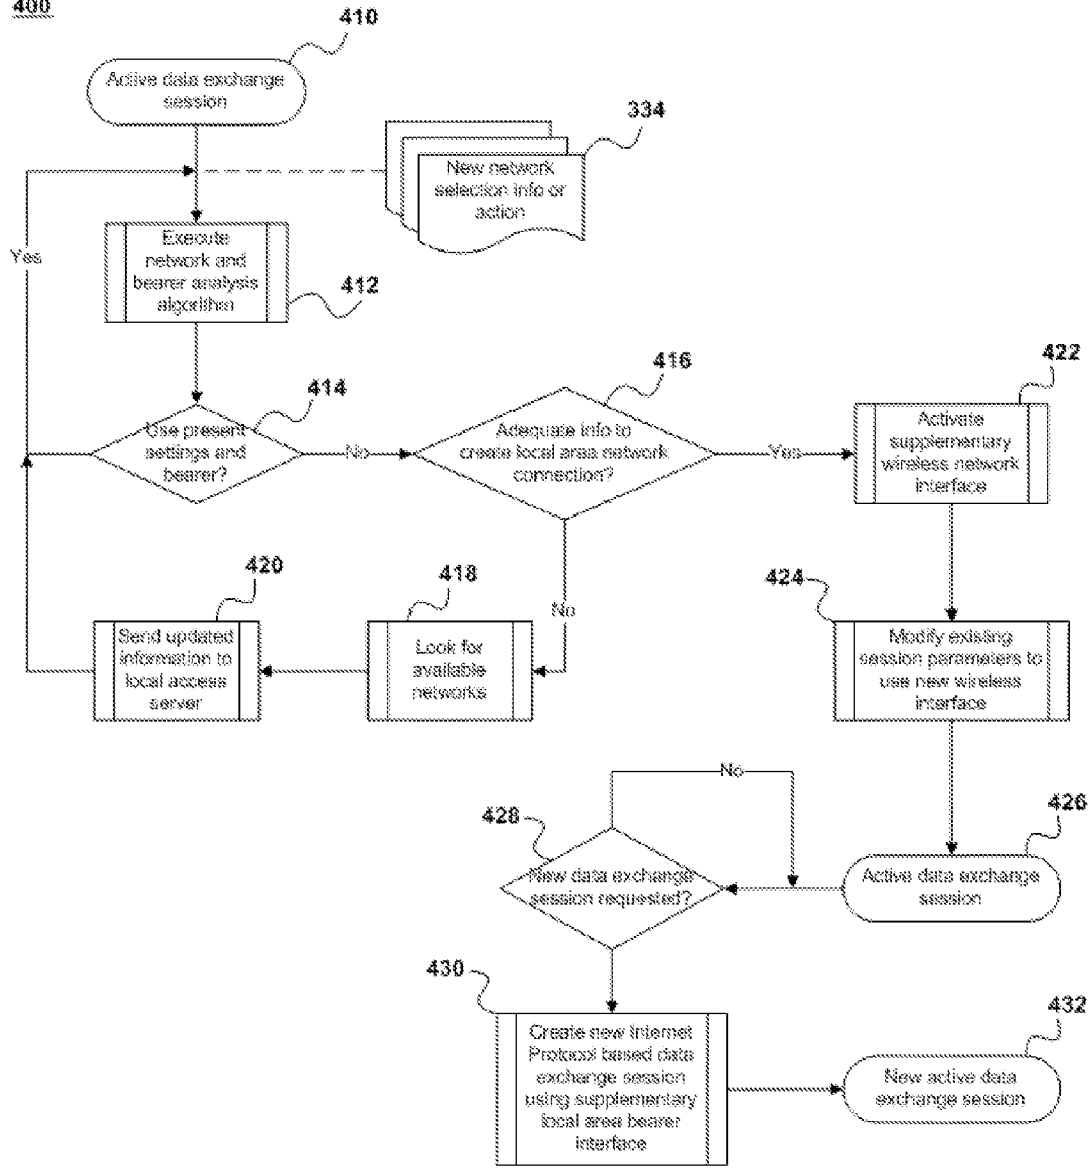 400
410
Active data exchange
session
334
New network
selection info or
action
Yes
Execute
network and
bearer analysis
algorithm
412
414
Use present
settings and
bearer?
No
416
Adequate info to
create local area network
connection?
Yes
422
Activate
supplementary
wireless network
interface
No
420
Send updated
information to
local access
server
418
Look for
available
networks
424
Modify existing
session parameters to
use new wireless
interface
No
428
New data exchange
session requested?
426
Active data exchange
session
430
Create new Internet
Protocol based data
exchange session
using supplementary
local area bearer
interface
432
New active data
exchange session